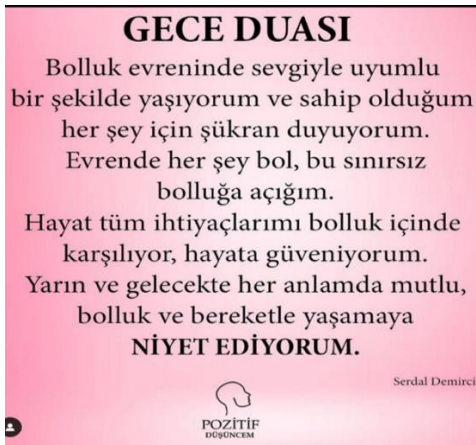 GECE DUASI
Bolluk evreninde sevgiyle uyumlu
bir şekilde yaşıyorum ve sahip olduğum
her şey için şükran duyuyorum.
Evrende her şey bol, bu sınırsız
bolluğa açığım.
Hayat tüm ihtiyaçlarımı bolluk içinde
karşılıyor, hayata güveniyorum.
Yarın ve gelecekte her anlamda mutlu,
bolluk ve bereketle yaşamaya
NİYET EDİYORUM.
Serdal Demirci
POZİTİF
DÜŞÜNCEM